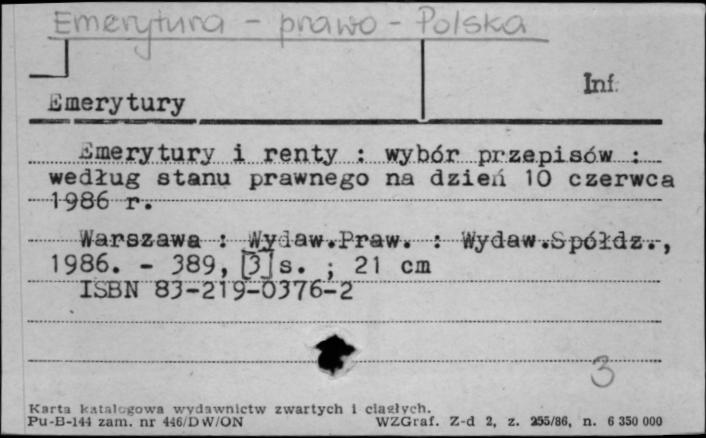 Emerytura - prawo - Polska
Inf.
Emerytury
Emerytury i renty : wybór przepisów :
według stanu prawnego na dzień 10 czerwca
1986 r.
Warszawa : Wydaw.Praw. : Wydaw.Spółdz.,
1986. - 389, [3] s. ; 21 cm
ISBN 83-219-0376-2
3
Karta katalogowa wydawnictw zwartych i ciągłych.
Pu-B-144 zam. nr 446/DW/ON WZGraf. Z-d 2, z. 255/86, n. 6 350 000